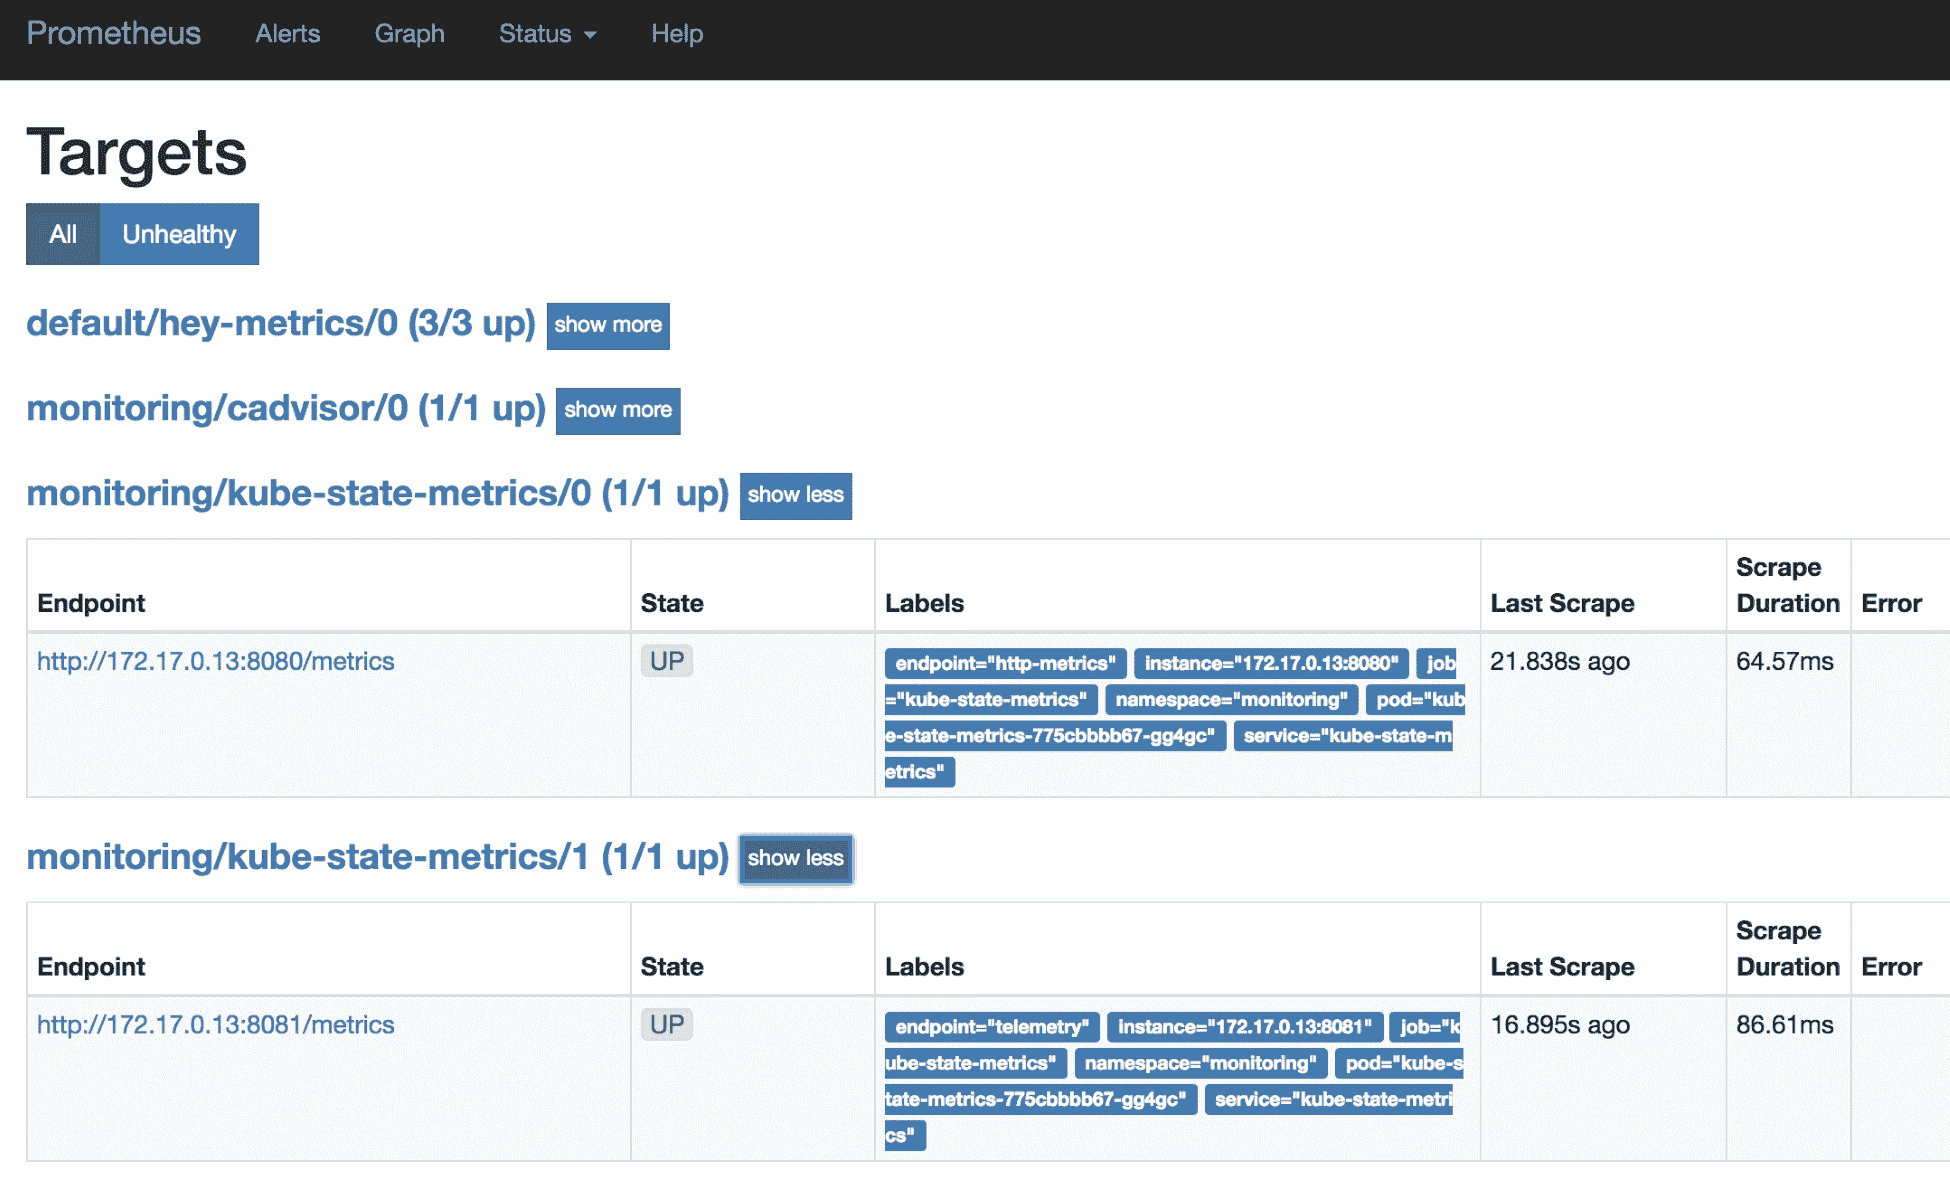 Prometheus Alerts Graph Status Help
Targets
All Unhealthy
default/hey-metrics/0 (3/3 up) show more
monitoring/cadvisor/0 (1/1 up) show more
monitoring/kube-state-metrics/0 (1/1 up) show less
Endpoint State Labels Last Scrape Scrape Duration Error
http://172.17.0.13:8080/metrics UP endpoint="http-metrics" instance="172.17.0.13:8080" job 21.838s ago 64.57ms
="kube-state-metrics" namespace="monitoring" pod="kub
e-state-metrics-775cbbbb67-gg4gc" service="kube-state-m
etrics"
monitoring/kube-state-metrics/1 (1/1 up) show less
Endpoint State Labels Last Scrape Scrape Duration Error
http://172.17.0.13:8081/metrics UP endpoint="telemetry" instance="172.17.0.13:8081" job="k 16.895s ago 86.61ms
ube-state-metrics" namespace="monitoring" pod="kube-s
tate-metrics-775cbbbb67-gg4gc" service="kube-state-metri
cs"